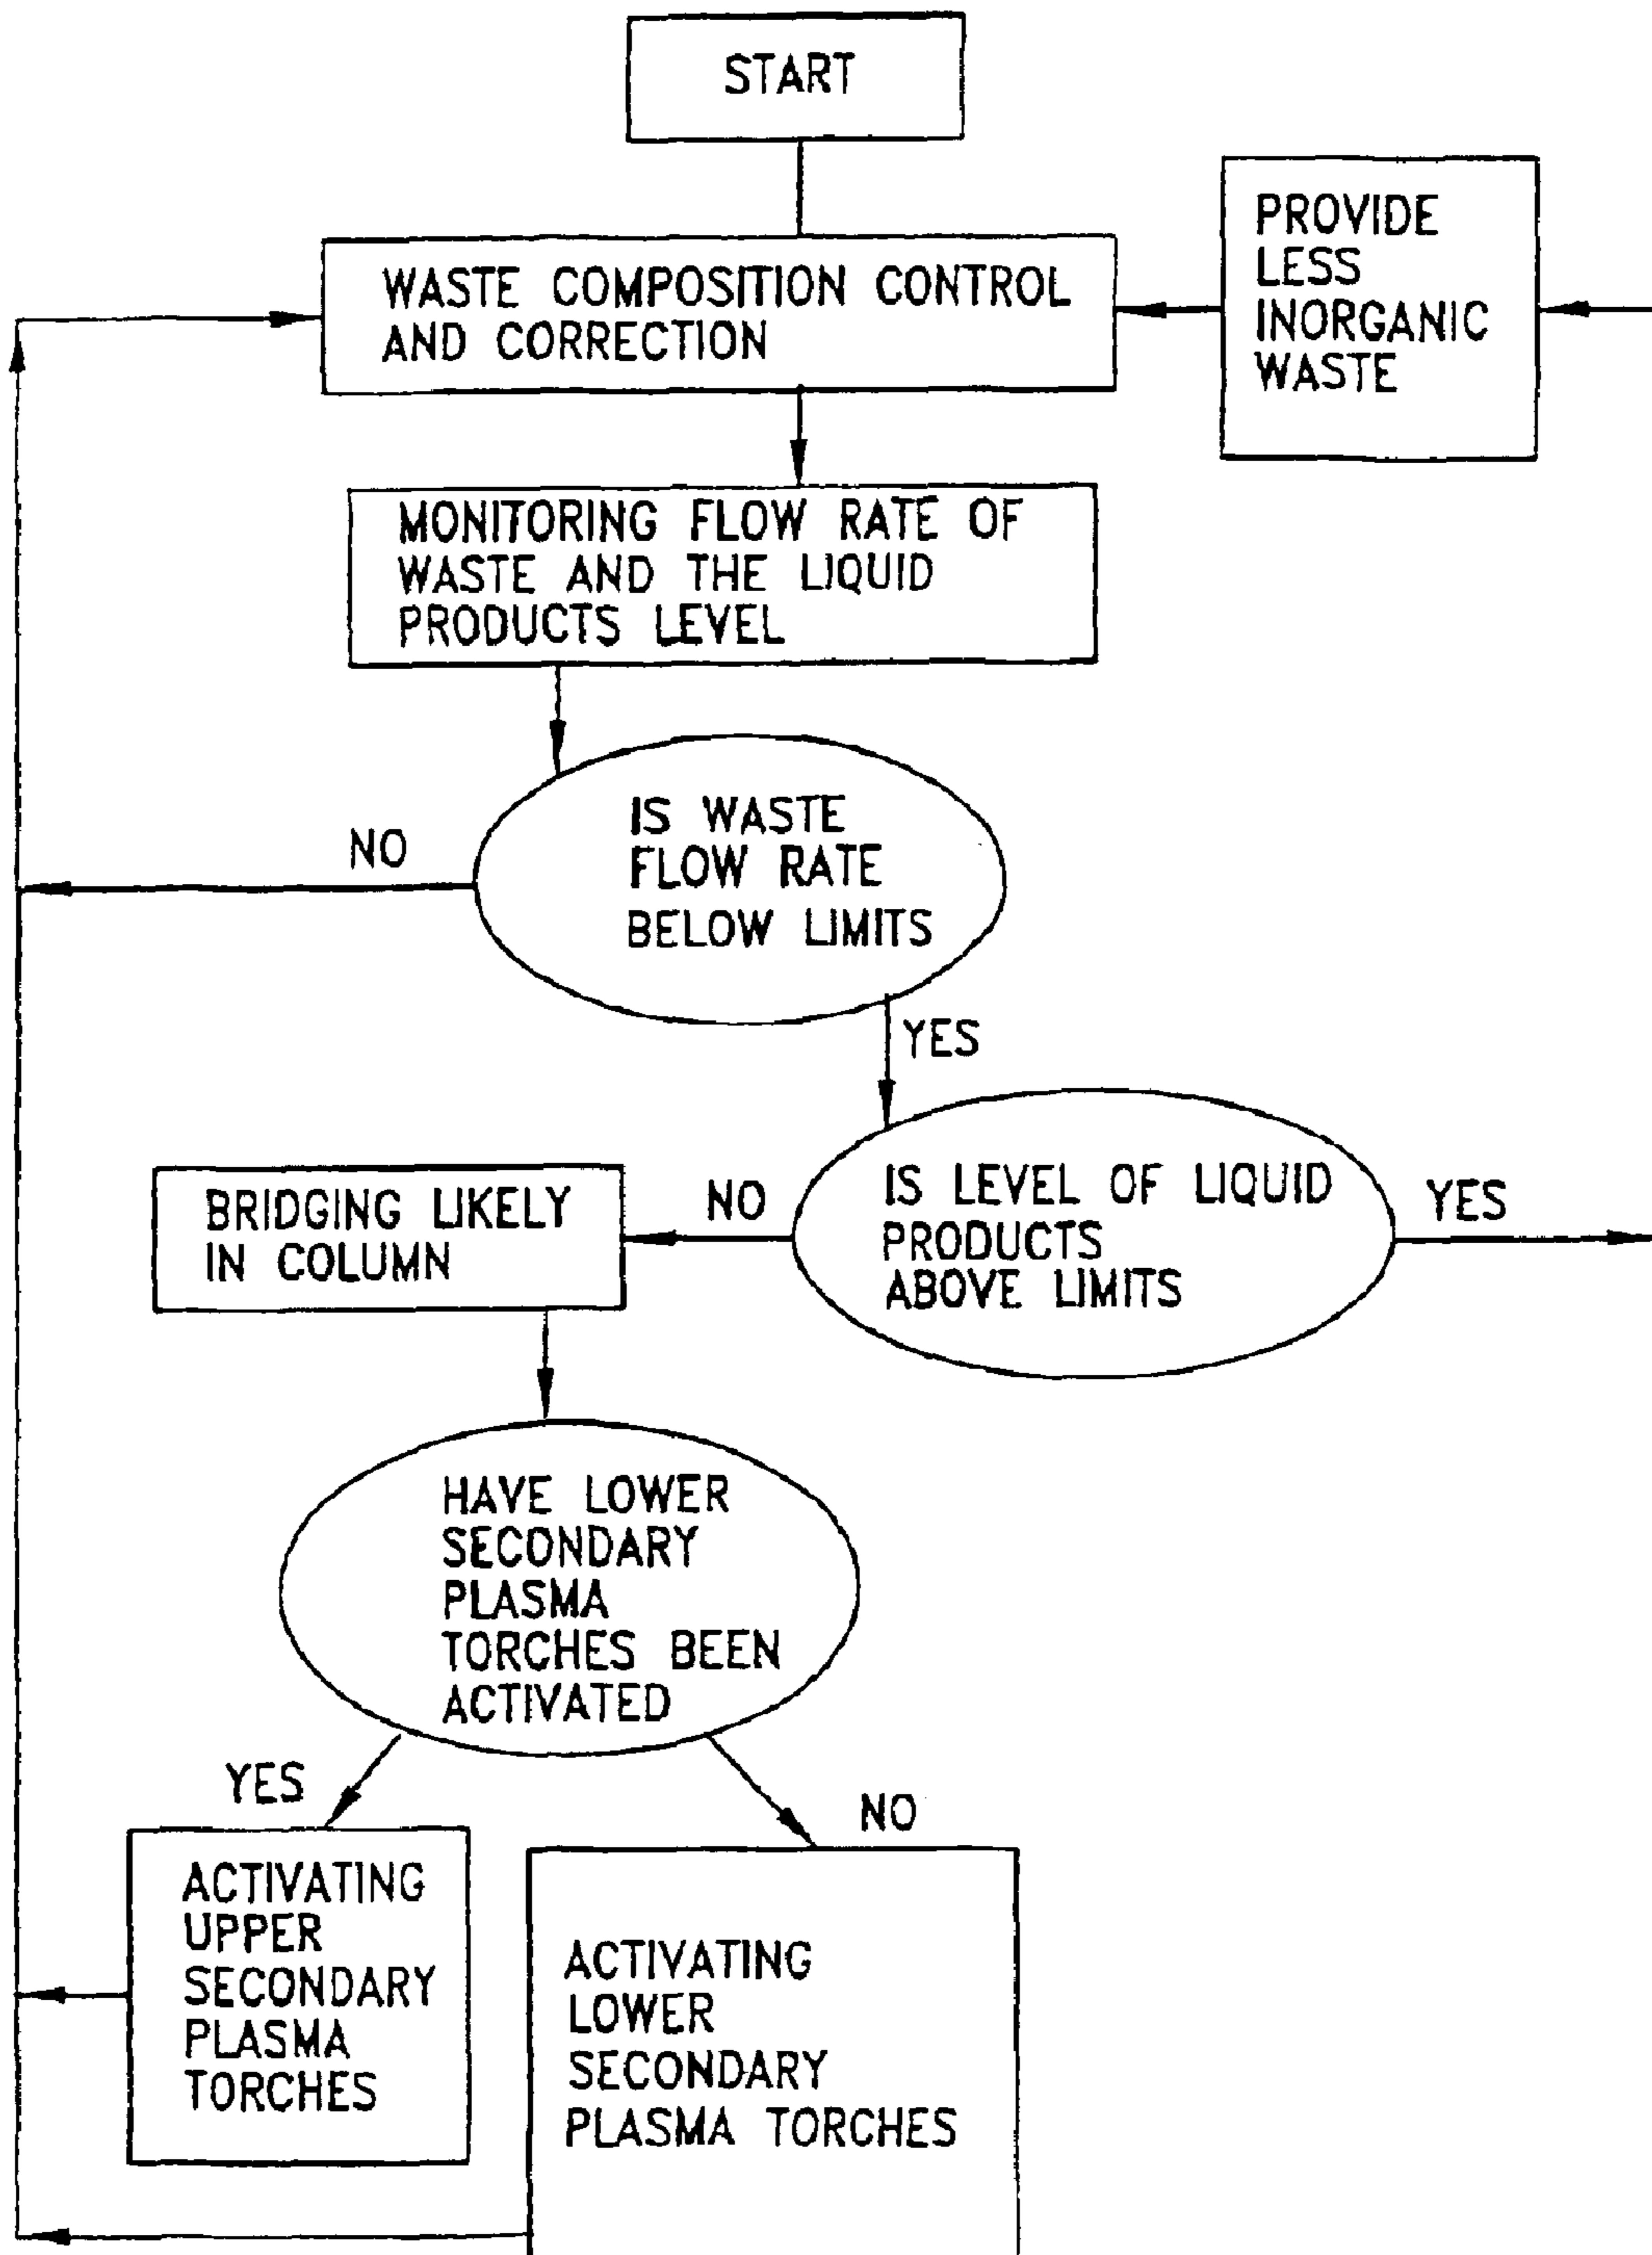 START
PROVIDE
LESS
INORGANIC
WASTE
WASTE COMPOSITION CONTROL
AND CORRECTION
MONITORING FLOW RATE OF
WASTE AND THE LIQUID
PRODUCTS LEVEL
IS WASTE
FLOW RATE
BELOW LIMITS
NO
YES
IS LEVEL OF LIQUID
PRODUCTS
ABOVE LIMITS
NO
YES
BRIDGING LIKELY
IN COLUMN
HAVE LOWER
SECONDARY
PLASMA
TORCHES BEEN
ACTIVATED
YES
NO
ACTIVATING
UPPER
SECONDARY
PLASMA
TORCHES
ACTIVATING
LOWER
SECONDARY
PLASMA TORCHES